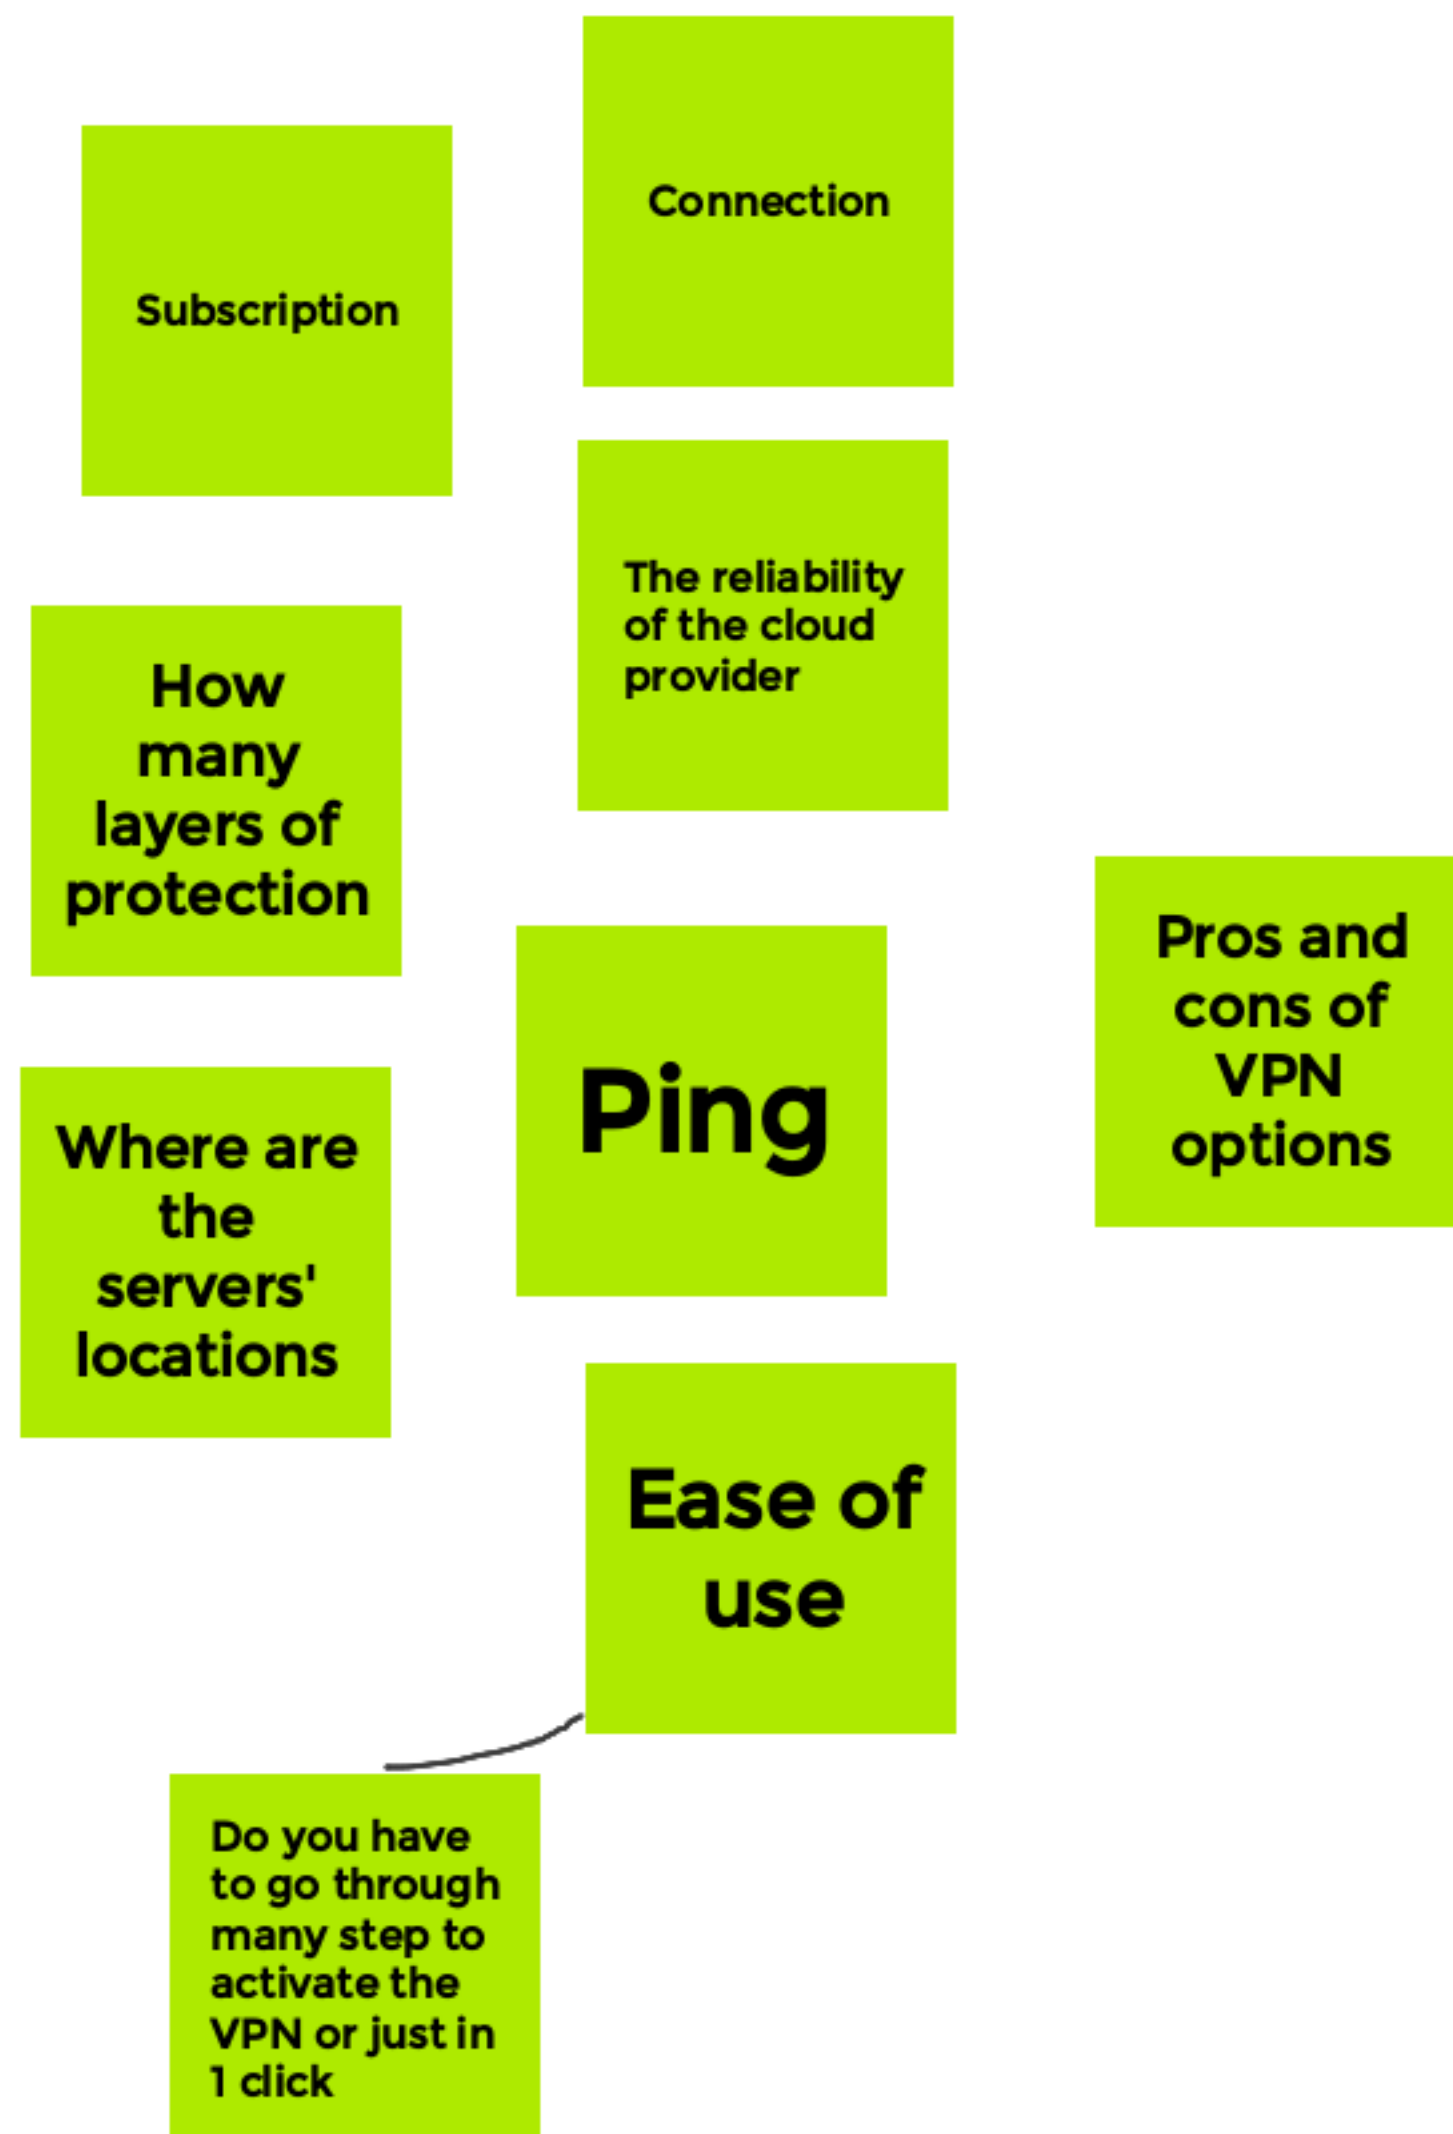 Connection
Subscription
The reliability
of the cloud
provider
How
many
layers of
protection
Pros and
cons of
VPN
options
Ping
Where are
the
servers'
locations
Ease of
use
Do you have
to go through
many step to
activate the
VPN or just in
1 click